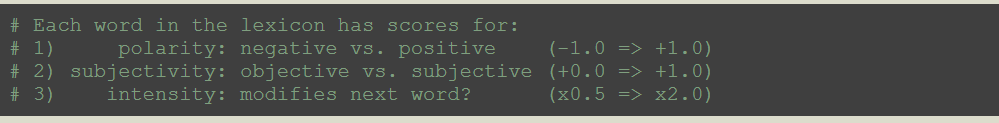 # Each word in the lexicon has scores for:
# 1)     polarity: negative vs. positive    (-1.0 => +1.0)
# 2) subjectivity: objective vs. subjective (+0.0 => +1.0)
# 3)    intensity: modifies next word?      (x0.5 => x2.0)